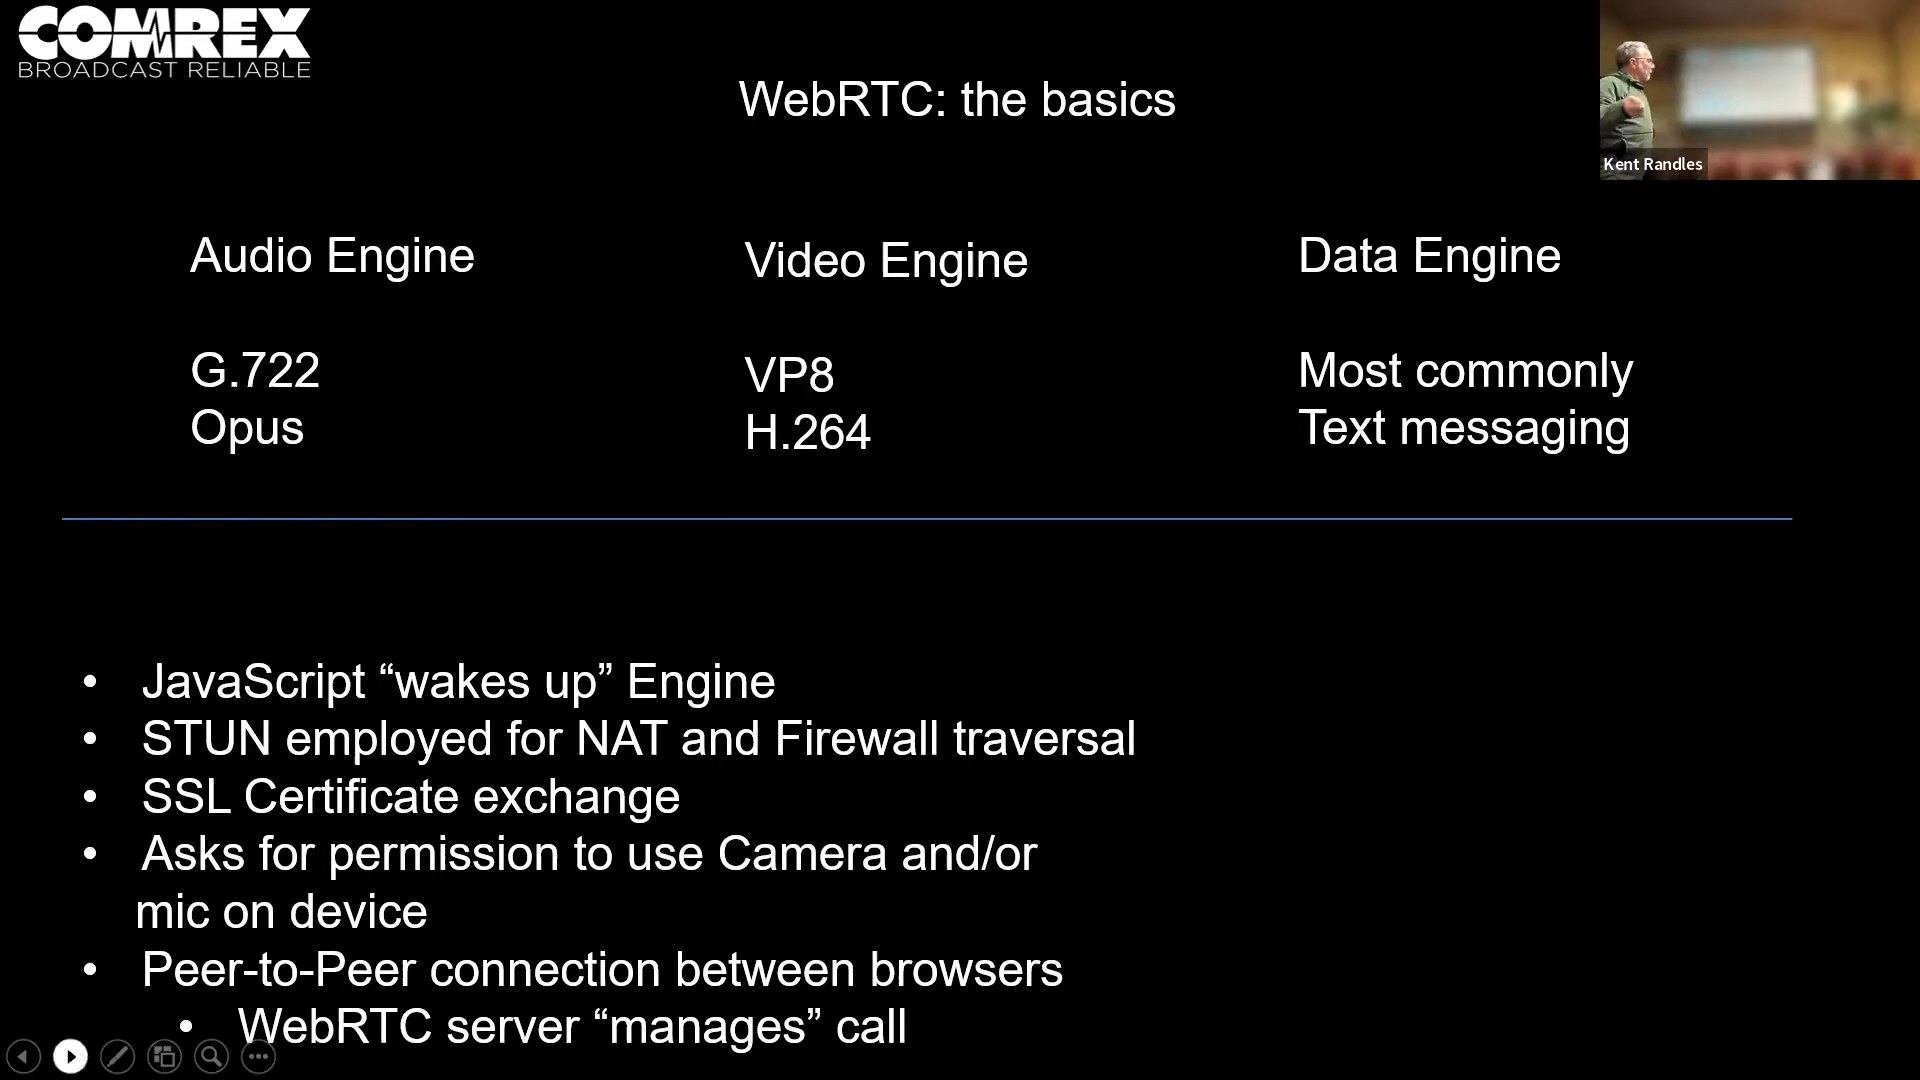 COMREX
BROADCAST RELIABLE
WebRTC: the basics
Kent Randles
Audio Engine
G.722
Opus
Video Engine
VP8
H.264
Data Engine
Most commonly
Text messaging
• JavaScript “wakes up” Engine
• STUN employed for NAT and Firewall traversal
• SSL Certificate exchange
• Asks for permission to use Camera and/or
mic on device
• Peer-to-Peer connection between browsers
• WebRTC server “manages” call